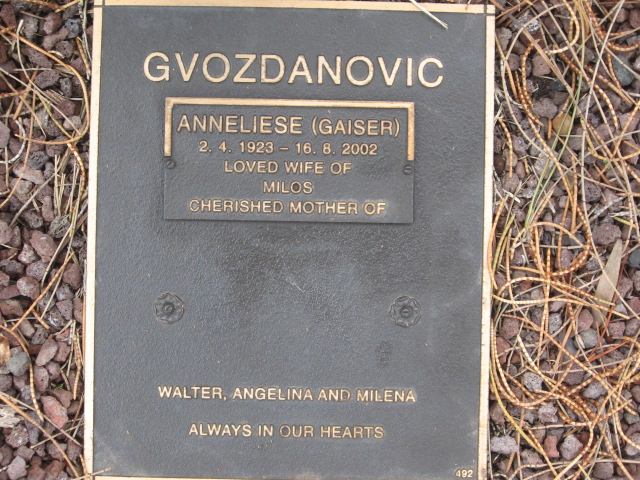 GVOZDANOVIC
ANNELIESE (GAISER)
2. 4. 1923 – 16. 8. 2002
LOVED WIFE OF
MILOS
CHERISHED MOTHER OF
WALTER, ANGELINA AND MILENA
ALWAYS IN OUR HEARTS
492